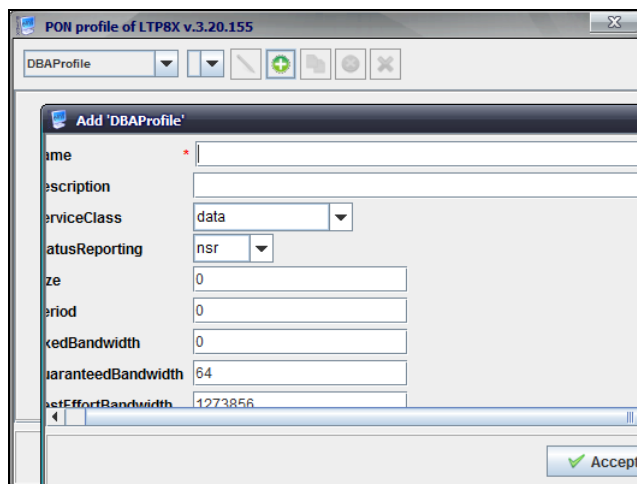 PON profile of LTP8X v.3.20.155
DBAProfile
Add 'DBAProfile'
ame *
escription
erviceClass data
atusReporting nsr
ze 0
eriod 0
xedBandwidth 0
uaranteedBandwidth 64
estEffortBandwidth 1273856
Accept